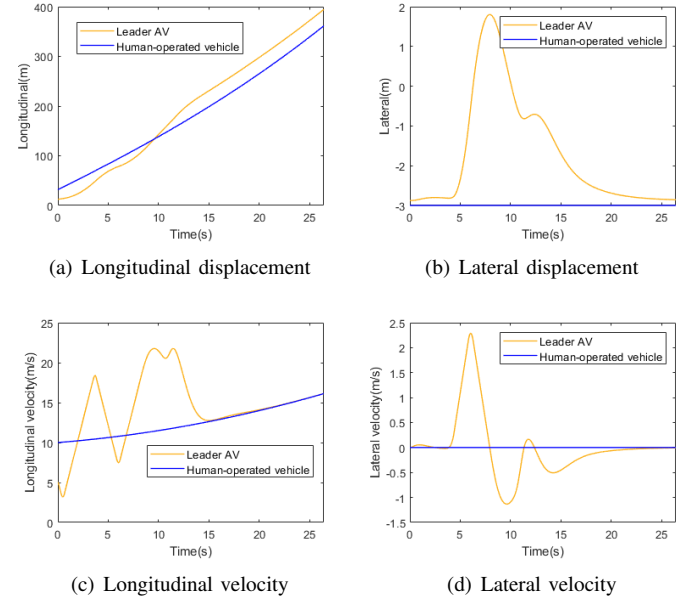 400
300
200
100
0
Longitudinal(m)
Leader AV
Human-operated vehicle
0 5 10 15 20 25
Time(s)
(a) Longitudinal displacement
2
1
0
-1
-2
-3
Lateral(m)
Leader AV
Human-operated vehicle
0 5 10 15 20 25
Time(s)
(b) Lateral displacement
25
20
15
10
5
0
Longitudinal velocity(m/s)
Leader AV
Human-operated vehicle
0 5 10 15 20 25
Time(s)
(c) Longitudinal velocity
2.5
2
1.5
1
0.5
0
-0.5
-1
-1.5
Lateral velocity(m/s)
Leader AV
Human-operated vehicle
0 5 10 15 20 25
Time(s)
(d) Lateral velocity